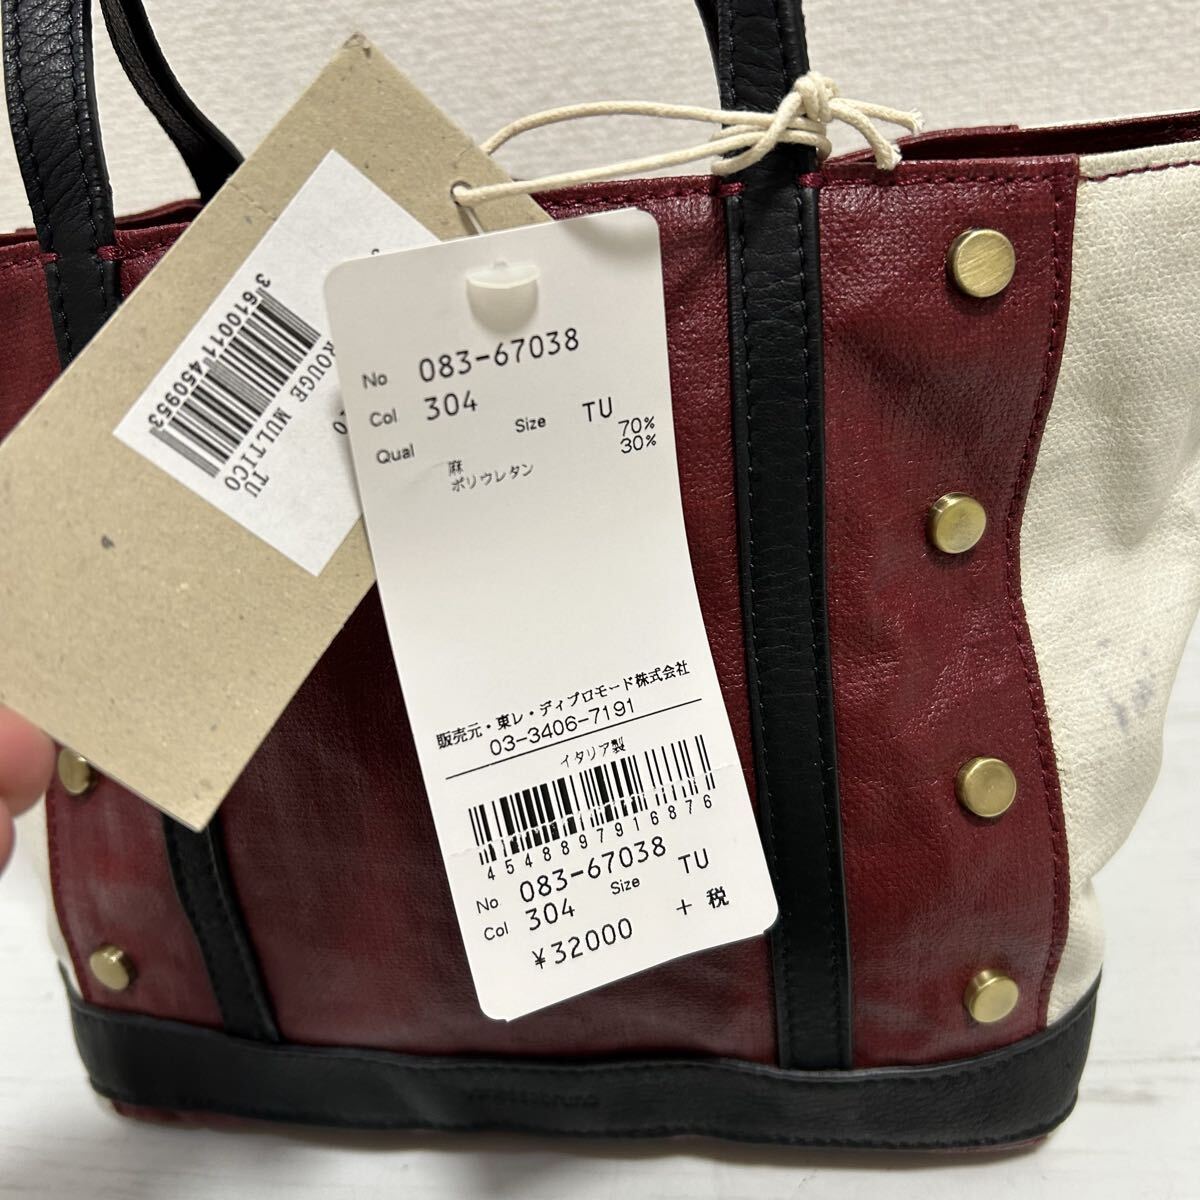 No 083-67038
Col 304 Size TU
Qual 70%
麻 30%
ポリウレタン
販売元・東レ・ディプロモード株式会社
03-3406-7191
イタリア製
4548897916876
No 083-67038
Col 304 Size TU
¥32000 + 税
3610011450953
TU
ROUGE MULTICO